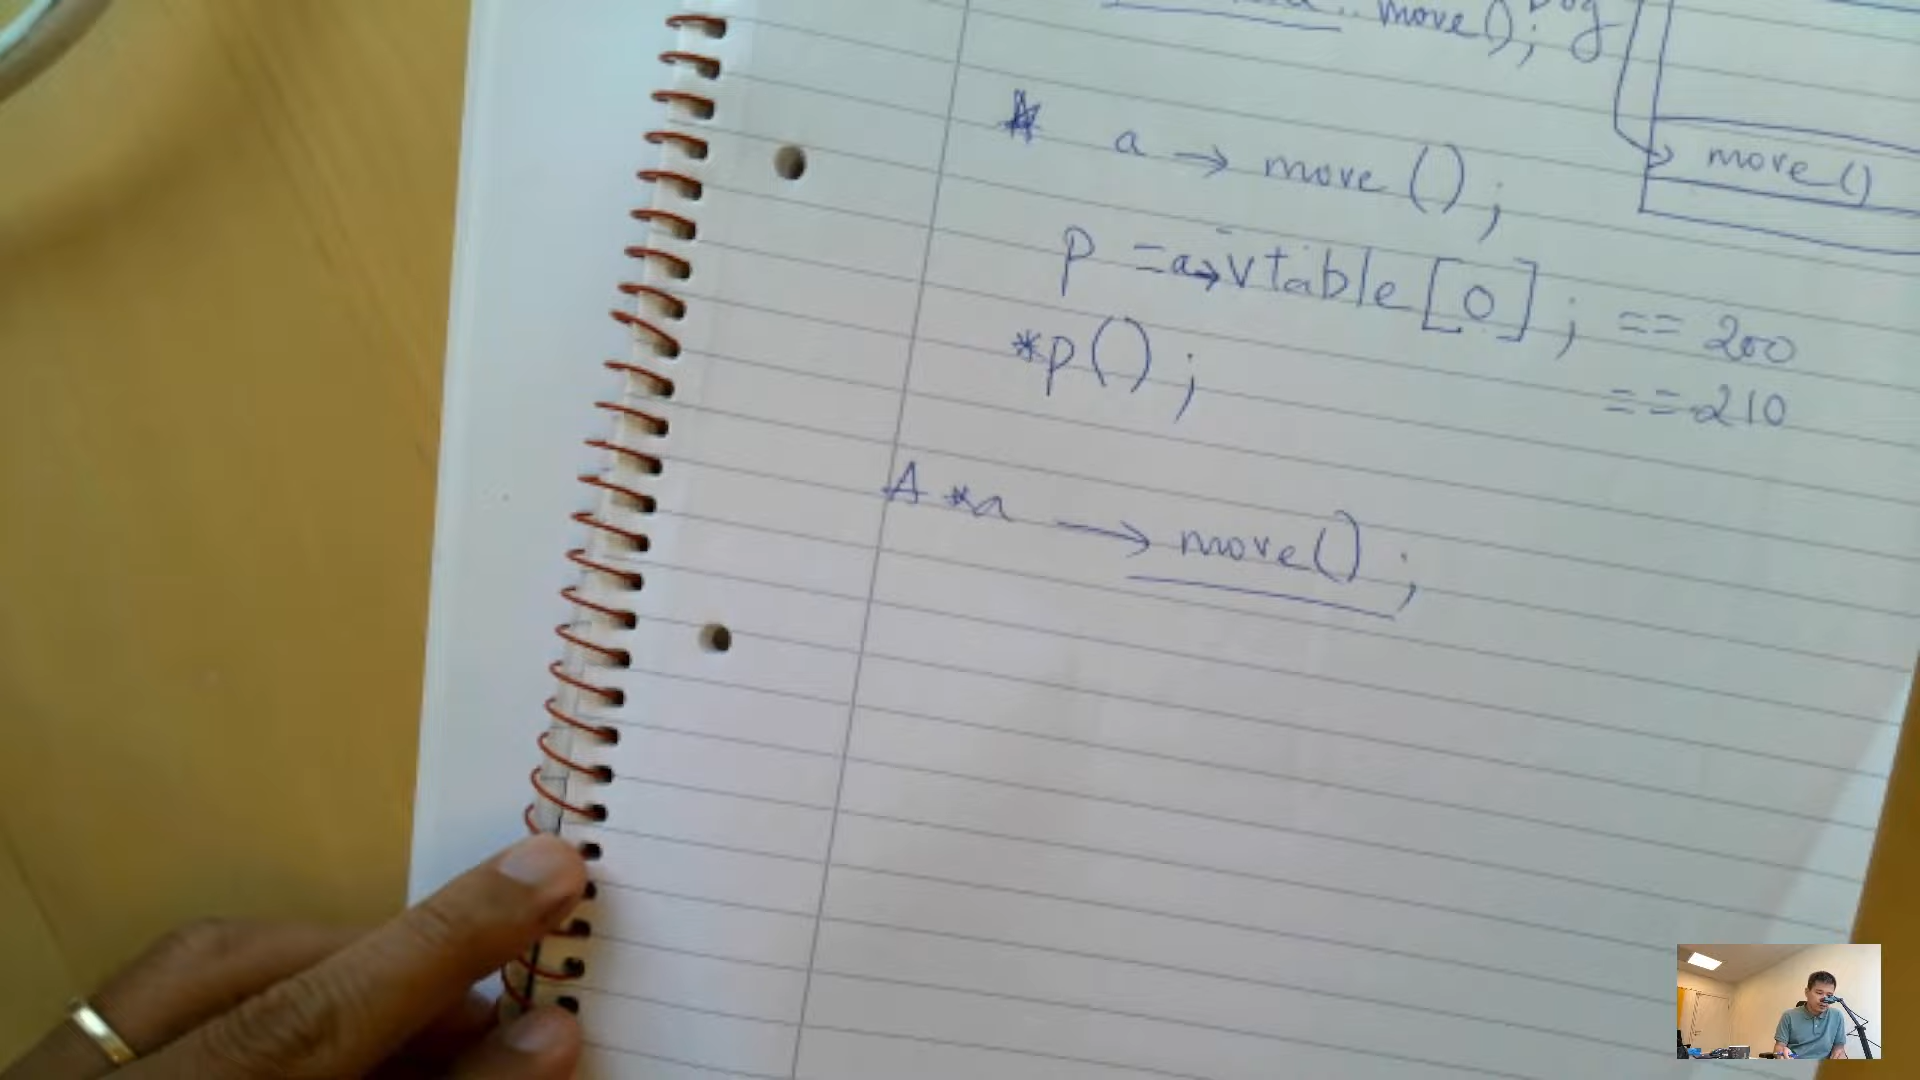 move(); Dog
a → move();
move()
p = a→vtable[0]; == 200
*p(); == 210
A *a → move();